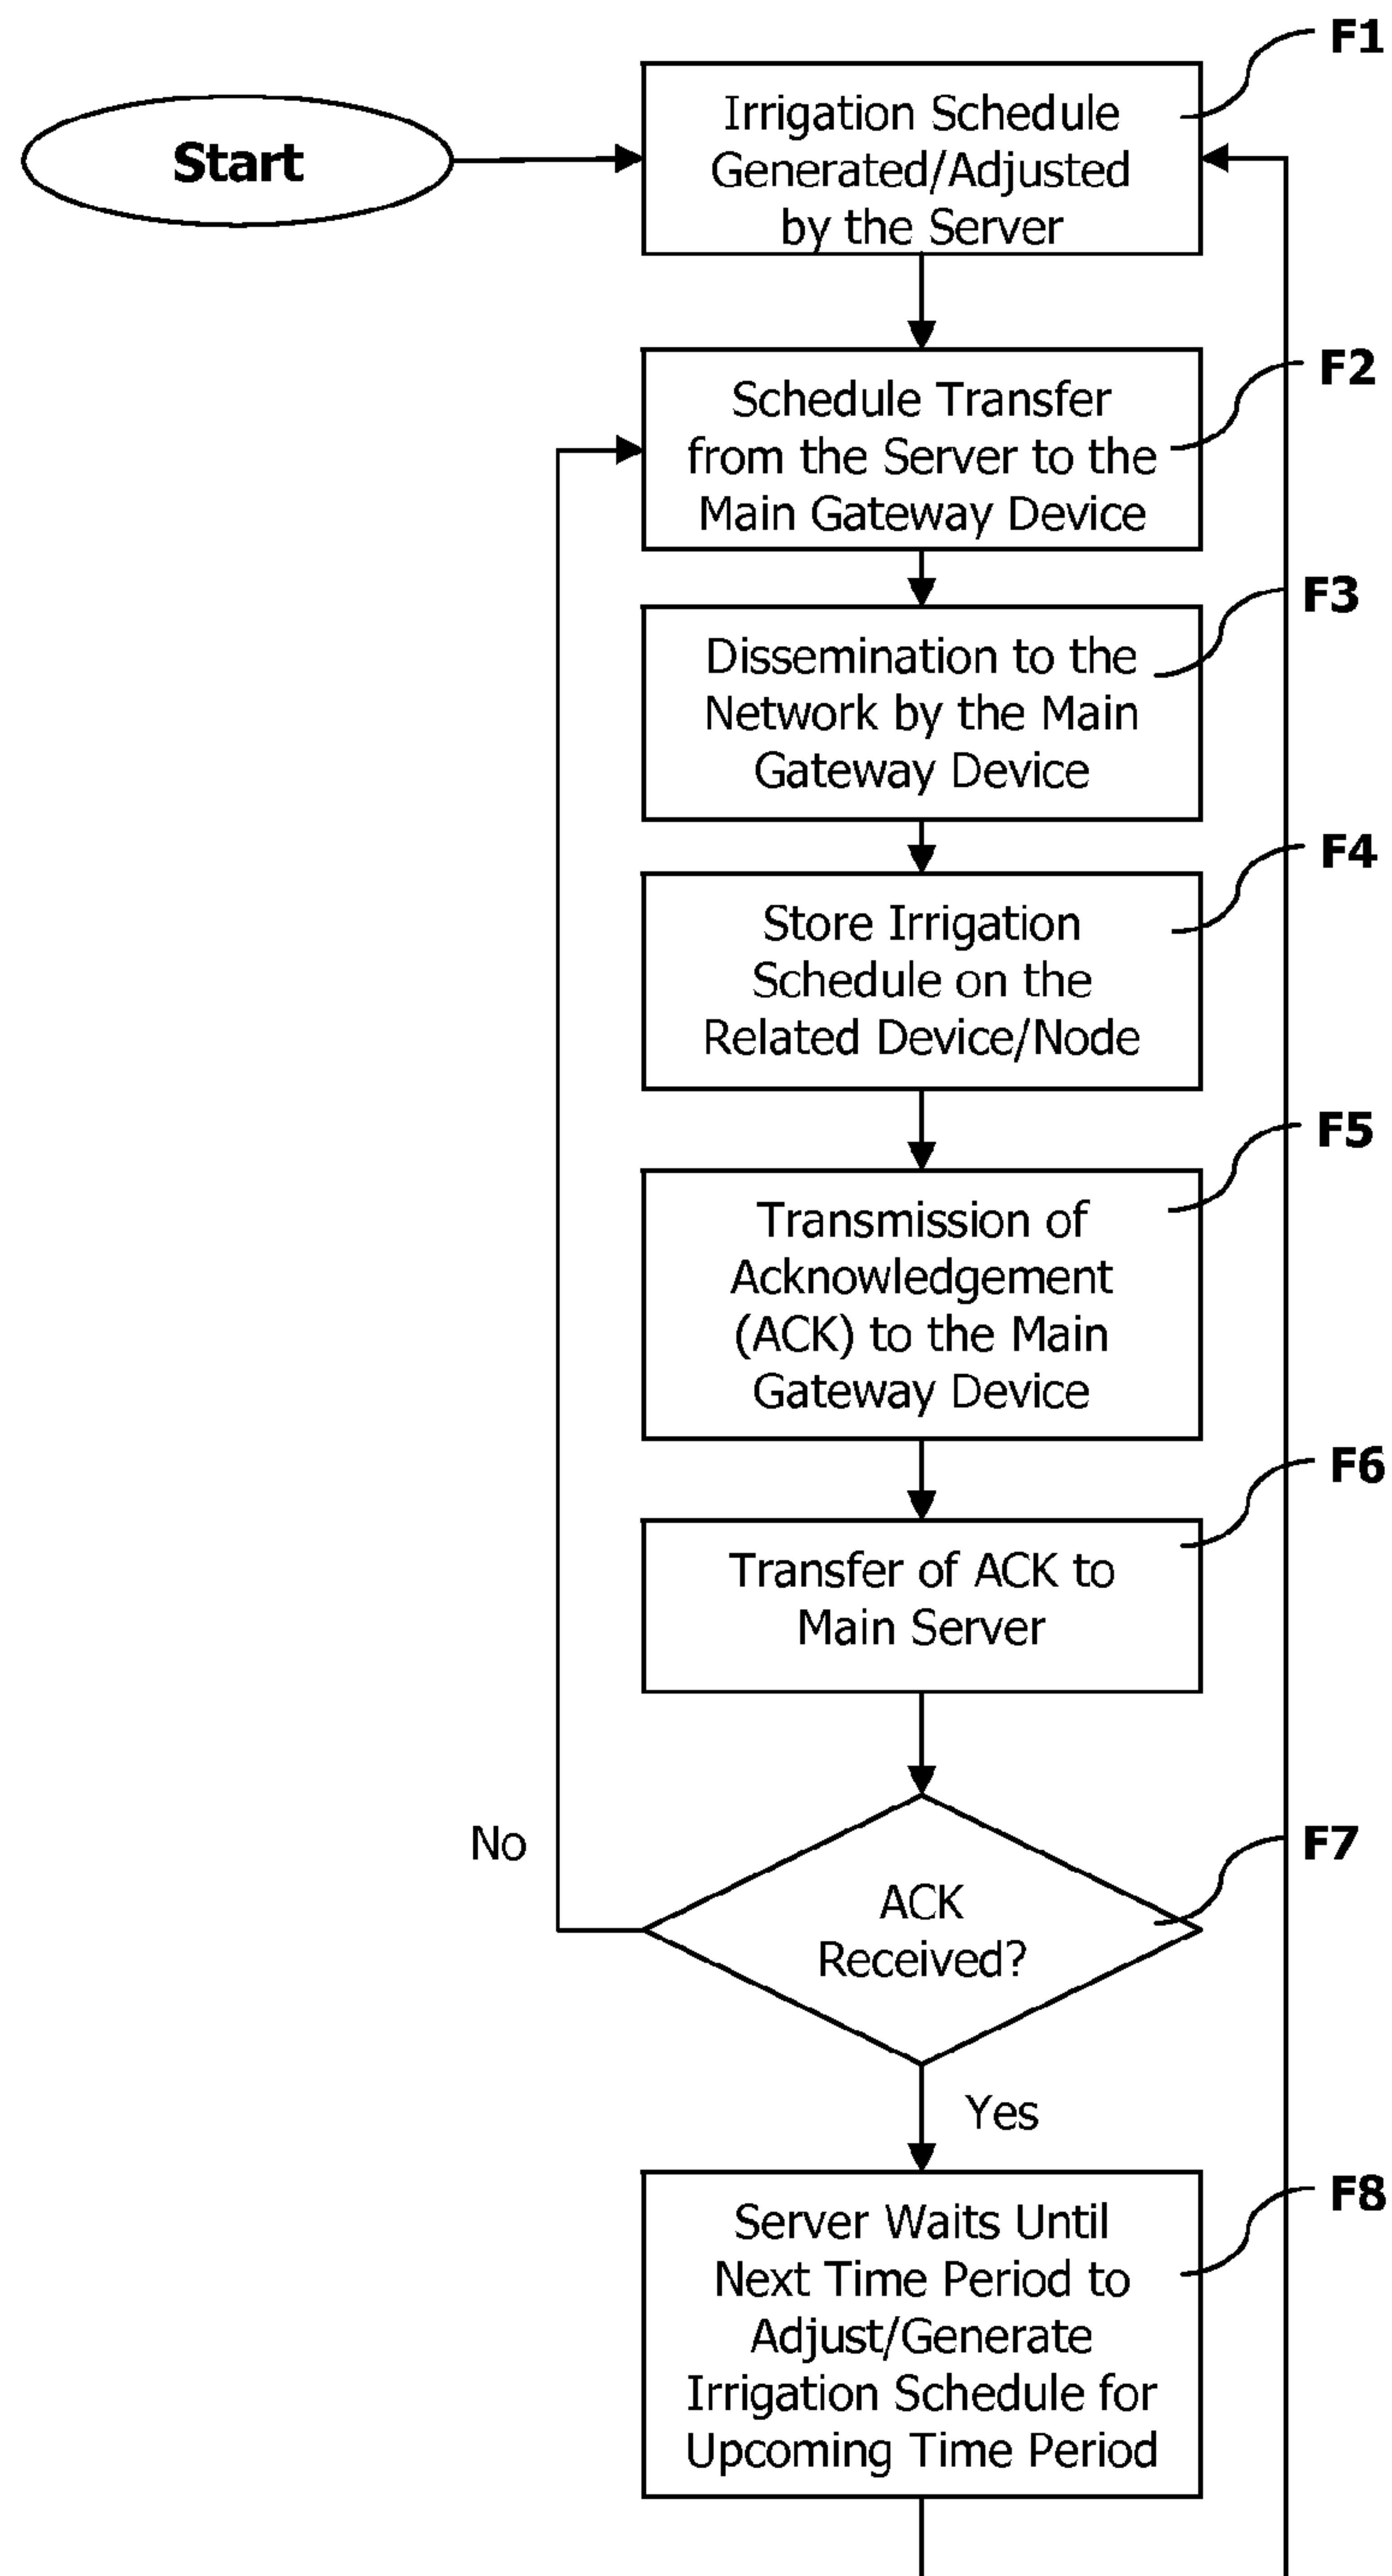 F1
Start
Irrigation Schedule
Generated/Adjusted
by the Server
F2
Schedule Transfer
from the Server to the
Main Gateway Device
F3
Dissemination to the
Network by the Main
Gateway Device
F4
Store Irrigation
Schedule on the
Related Device/Node
F5
Transmission of
Acknowledgement
(ACK) to the Main
Gateway Device
F6
Transfer of ACK to
Main Server
No
F7
ACK
Received?
Yes
F8
Server Waits Until
Next Time Period to
Adjust/Generate
Irrigation Schedule for
Upcoming Time Period